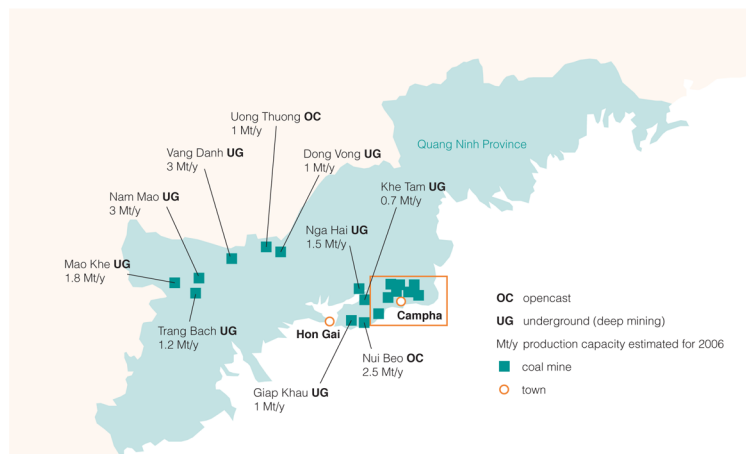 Uong Thuong OC
1 Mt/y
Vang Danh UG
3 Mt/y
Dong Vong UG
1 Mt/y
Quang Ninh Province
Khe Tam UG
0.7 Mt/y
Nam Mao UG
3 Mt/y
Nga Hai UG
1.5 Mt/y
Mao Khe UG
1.8 Mt/y
Trang Bach UG
1.2 Mt/y
Hon Gai
Campha
Nui Beo OC
2.5 Mt/y
Giap Khau UG
1 Mt/y
OC opencast
UG underground (deep mining)
Mt/y production capacity estimated for 2006
coal mine
town